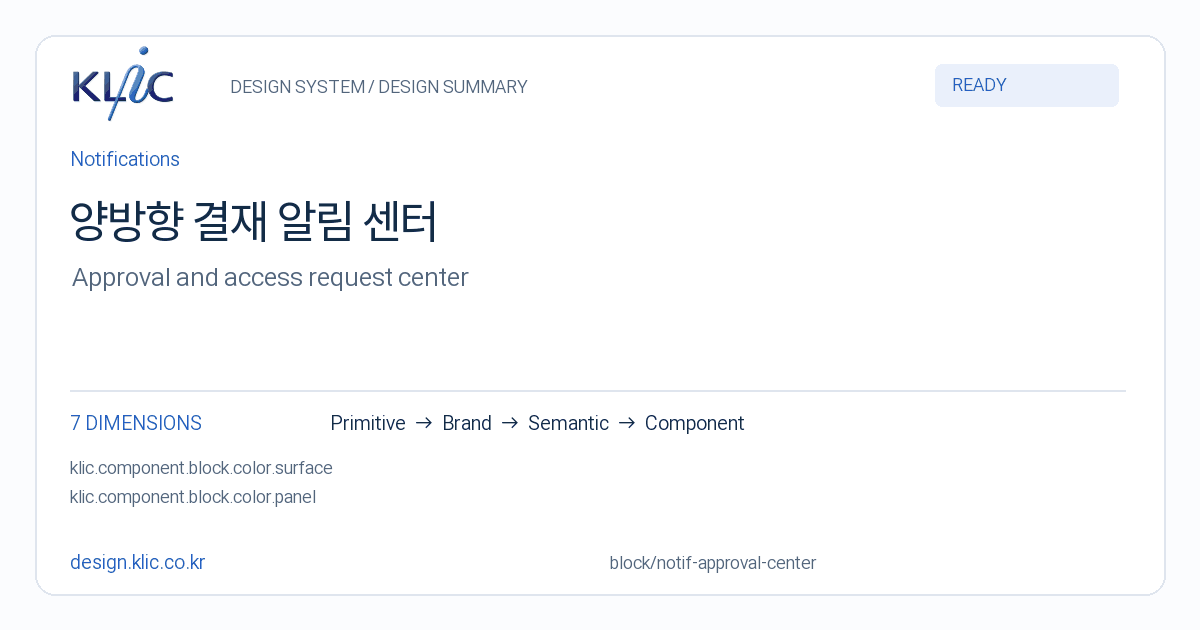 KLiC
DESIGN SYSTEM / DESIGN SUMMARY
READY
Notifications
양방향 결재 알림 센터
Approval and access request center
7 DIMENSIONS
Primitive → Brand → Semantic → Component
klic.component.block.color.surface
klic.component.block.color.panel
design.klic.co.kr
block/notif-approval-center